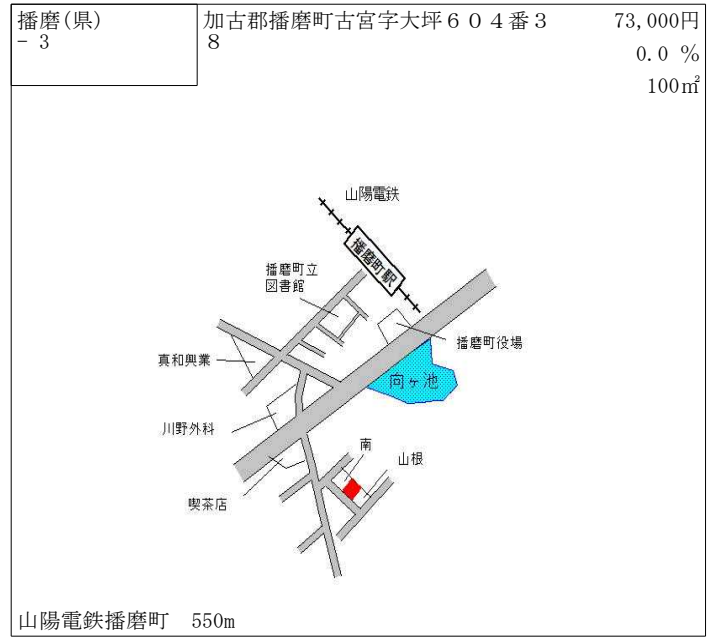 播磨(県)
－3
加古郡播磨町古宮字大坪６０４番３
８
73,000円
0.0 %
100㎡
山陽電鉄
播磨町駅
播磨町立
図書館
播磨町役場
真和興業
向ヶ池
川野外科
南
山根
喫茶店
山陽電鉄播磨町 550m